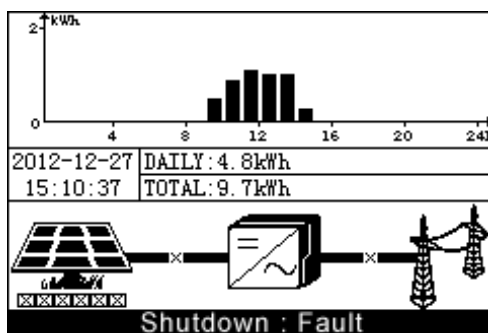 kWh
2
0 4 8 12 16 20 24
2012-12-27 DAILY:4.8kWh
15:10:37 TOTAL:9.7kWh
Shutdown : Fault